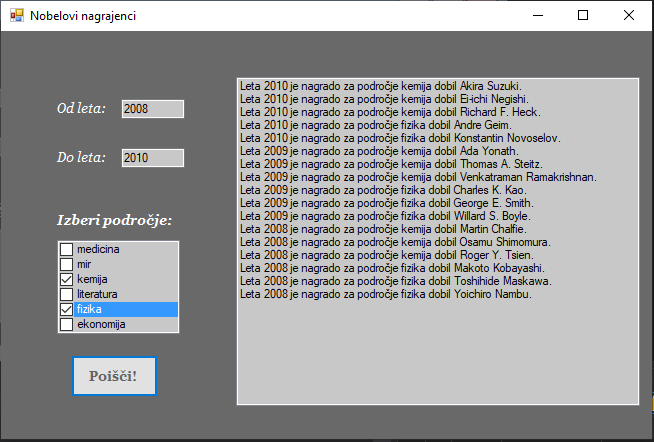 Nobelovi nagrajenci
Od leta: 2008
Do leta: 2010
Izberi področje:
medicina
mir
kemija
literatura
fizika
ekonomija
Poišči!
Leta 2010 je nagrado za področje kemija dobil Akira Suzuki.
Leta 2010 je nagrado za področje kemija dobil Ei-ichi Negishi.
Leta 2010 je nagrado za področje kemija dobil Richard F. Heck.
Leta 2010 je nagrado za področje fizika dobil Andre Geim.
Leta 2010 je nagrado za področje fizika dobil Konstantin Novoselov.
Leta 2009 je nagrado za področje kemija dobil Ada Yonath.
Leta 2009 je nagrado za področje kemija dobil Thomas A. Steitz.
Leta 2009 je nagrado za področje kemija dobil Venkatraman Ramakrishnan.
Leta 2009 je nagrado za področje fizika dobil Charles K. Kao.
Leta 2009 je nagrado za področje fizika dobil George E. Smith.
Leta 2009 je nagrado za področje fizika dobil Willard S. Boyle.
Leta 2008 je nagrado za področje kemija dobil Martin Chalfie.
Leta 2008 je nagrado za področje kemija dobil Osamu Shimomura.
Leta 2008 je nagrado za področje kemija dobil Roger Y. Tsien.
Leta 2008 je nagrado za področje fizika dobil Makoto Kobayashi.
Leta 2008 je nagrado za področje fizika dobil Toshihide Maskawa.
Leta 2008 je nagrado za področje fizika dobil Yoichiro Nambu.